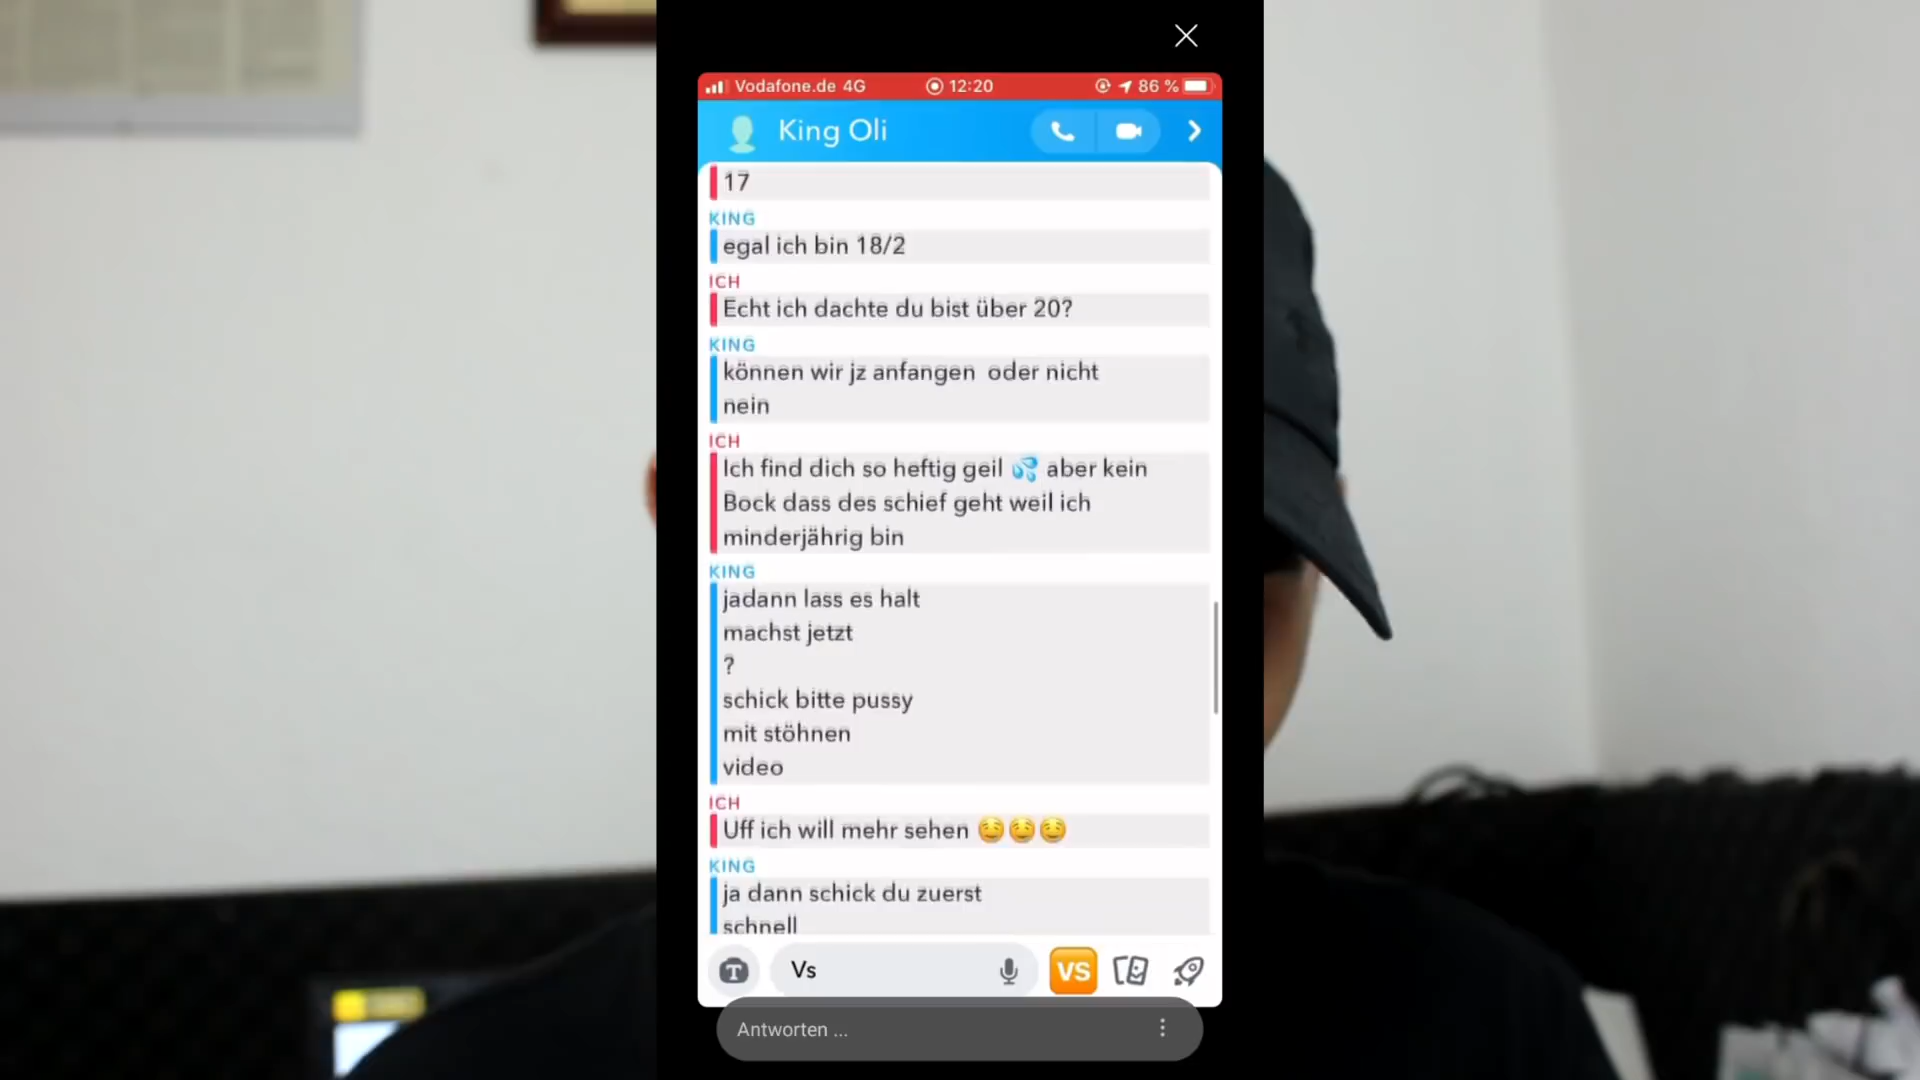 Vodafone.de 4G 12:20 86 %
King Oli
17
KING
egal ich bin 18/2
ICH
Echt ich dachte du bist über 20?
KING
können wir jz anfangen oder nicht
nein
ICH
Ich find dich so heftig geil 💦 aber kein
Bock dass des schief geht weil ich
minderjährig bin
KING
jadann lass es halt
machst jetzt
?
schick bitte pussy
mit stöhnen
video
ICH
Uff ich will mehr sehen 🤤🤤🤤
KING
ja dann schick du zuerst
schnell
T
Vs
VS
Antworten ...